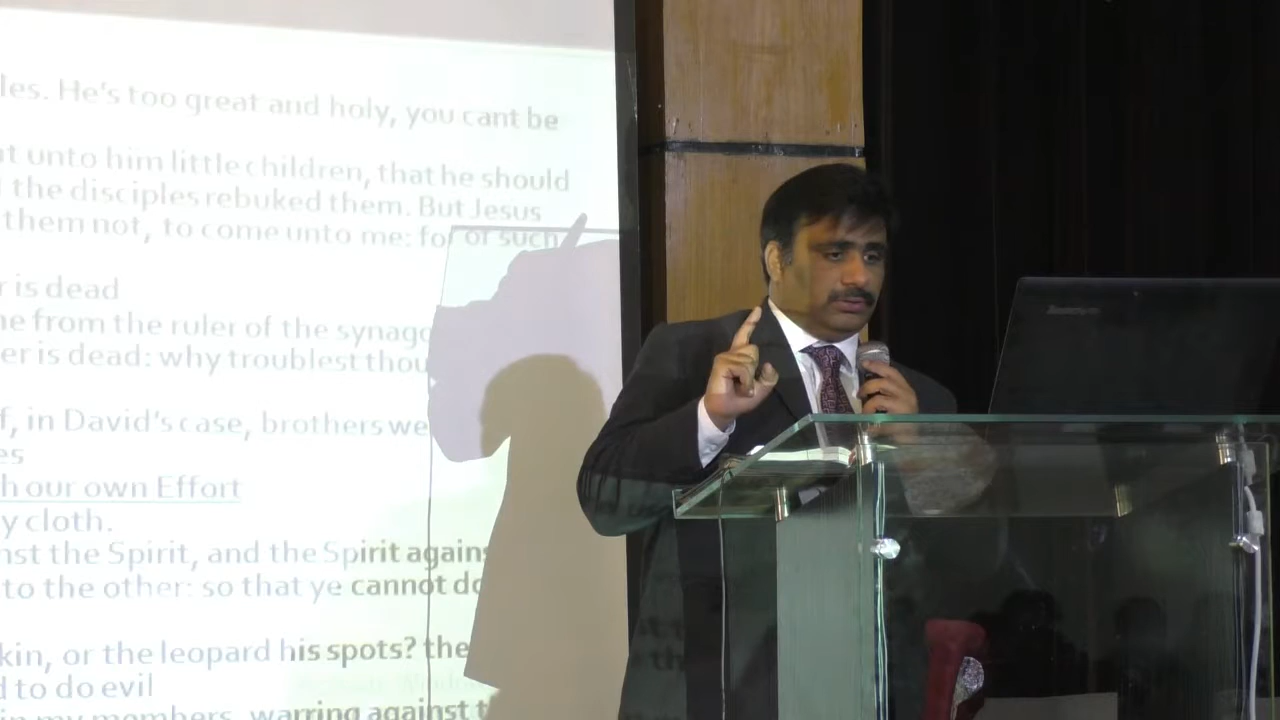 les. He's too great and holy, you cant be
t unto him little children, that he should
the disciples rebuked them. But Jesus
them not, to come unto me: for of such
r is dead
ne from the ruler of the synago
er is dead: why troublest thou
f, in David's case, brothers we
es
h our own Effort
y cloth.
nst the Spirit, and the Spirit agains
to the other: so that ye cannot do
kin, or the leopard his spots? the
d to do evil
in my members, warring against t